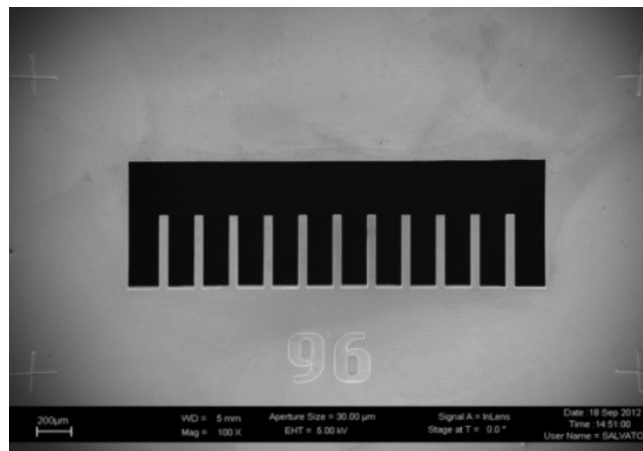 96
200µm
WD = 5 mm
Mag = 100 X
Aperture Size = 30.00 µm
EHT = 5.00 kV
Signal A = InLens
Stage at T = 0.0 °
Date :18 Sep 2012
Time :14:51:00
User Name = SALVATO